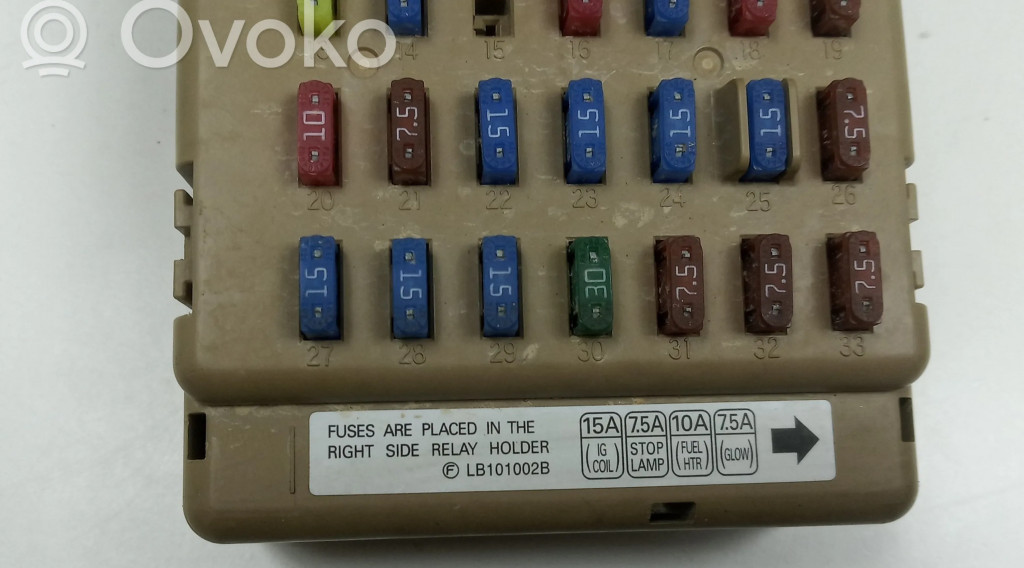 Ovoko
13 14 15 16 17 18 19
10 7.5 15 15 15 15 7.5
20 21 22 23 24 25 26
15 15 15 30 7.5 7.5 7.5
27 28 29 30 31 32 33
FUSES ARE PLACED IN THE
RIGHT SIDE RELAY HOLDER
Ⓕ LB101002B
15A
(IG
COIL)
7.5A
STOP
LAMP
10A
(FUEL
HTR)
7.5A
(GLOW)